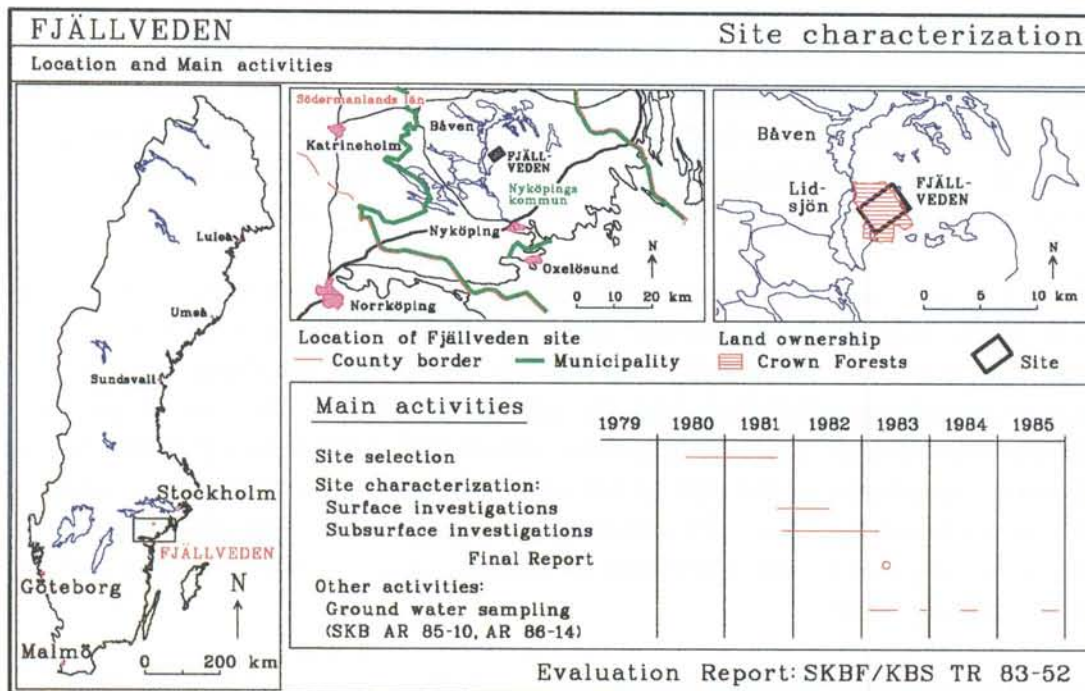 FJÄLLVEDEN
Site characterization
Location and Main activities
Luleå
Umeå
Sundsvall
Stockholm
FJÄLLVEDEN
Göteborg
N
Malmö
0 200 km
Södermanlands län
Båven
Katrineholm
FJÄLL-
VEDEN
Nyköpings
kommun
Nyköping
N
Oxelösund
Norrköping
0 10 20 km
Båven
Lid-
sjön
FJÄLL-
VEDEN
N
0 5 10 km
Location of Fjällveden site
County border
Municipality
Land ownership
Crown Forests
Site
Main activities
1979 1980 1981 1982 1983 1984 1985
Site selection
Site characterization:
Surface investigations
Subsurface investigations
Final Report
Other activities:
Ground water sampling
(SKB AR 85-10, AR 86-14)
Evaluation Report: SKBF/KBS TR 83-52